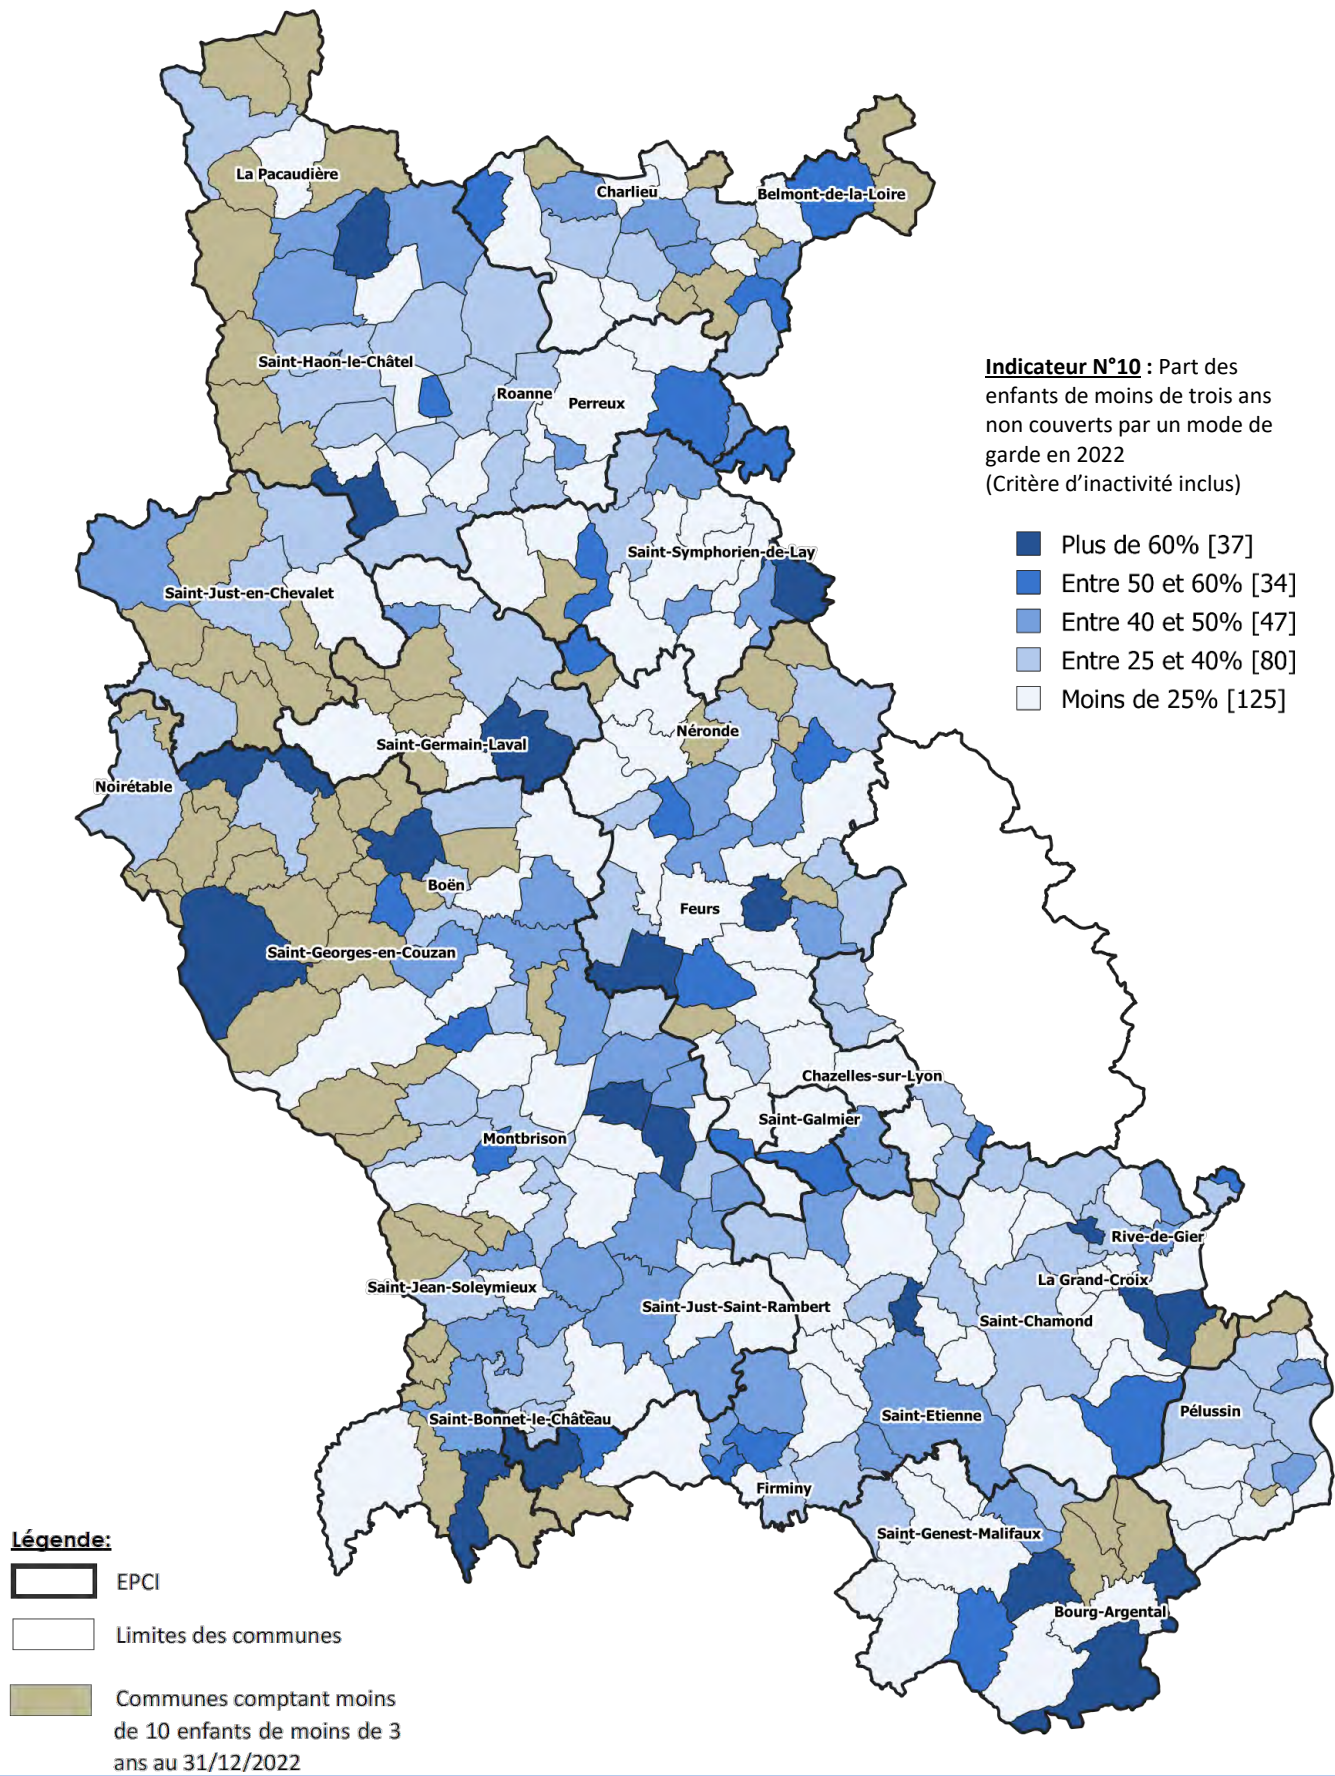 La Pacaudière
Charlieu
Belmont-de-la-Loire
Saint-Haon-le-Châtel
Roanne
Perreux
Indicateur N°10 : Part des
enfants de moins de trois ans
non couverts par un mode de
garde en 2022
(Critère d’inactivité inclus)
Plus de 60% [37]
Entre 50 et 60% [34]
Entre 40 et 50% [47]
Entre 25 et 40% [80]
Moins de 25% [125]
Saint-Symphorien-de-Lay
Saint-Just-en-Chevalet
Néronde
Saint-Germain-Laval
Noirétable
Boën
Feurs
Saint-Georges-en-Couzan
Chazelles-sur-Lyon
Saint-Galmier
Montbrison
Rive-de-Gier
La Grand-Croix
Saint-Jean-Soleymieux
Saint-Just-Saint-Rambert
Saint-Chamond
Pélussin
Saint-Etienne
Saint-Bonnet-le-Château
Firminy
Saint-Genest-Malifaux
Bourg-Argental
Légende:
EPCI
Limites des communes
Communes comptant moins
de 10 enfants de moins de 3
ans au 31/12/2022